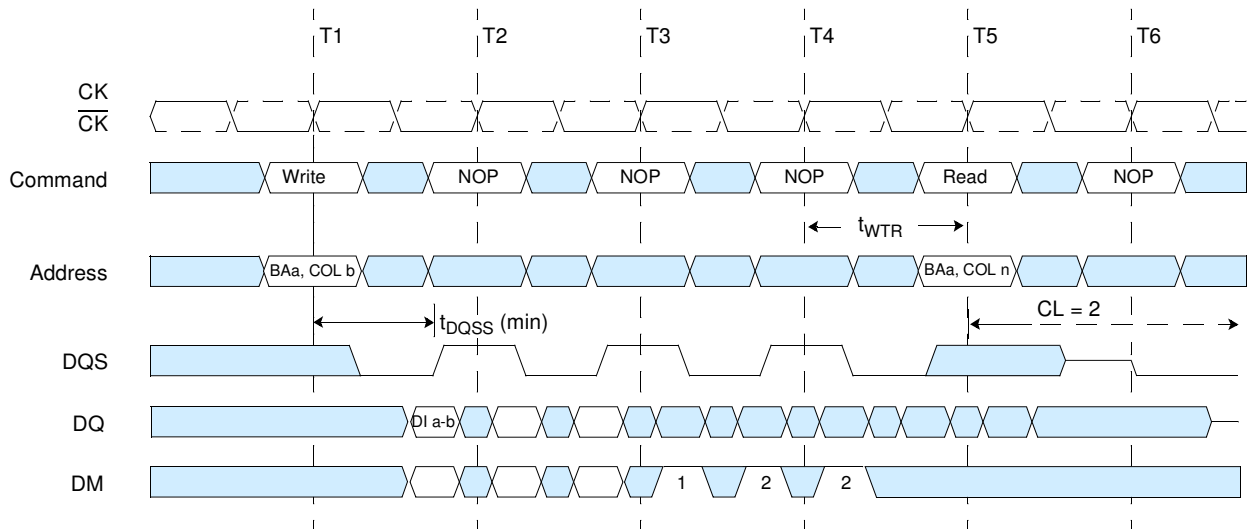 T1 T2 T3 T4 T5 T6
CK
CK
Command Write NOP NOP NOP Read NOP
tWTR
Address BAa, COL b BAa, COL n
tDQSS (min) CL = 2
DQS
DQ DI a-b
DM 1 2 2